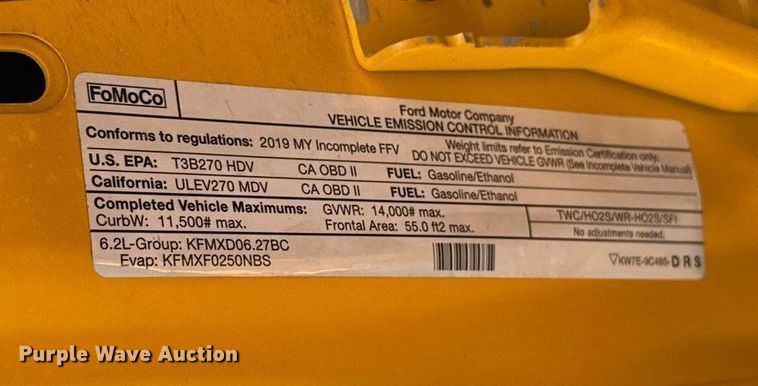 FoMoCo
Ford Motor Company
VEHICLE EMISSION CONTROL INFORMATION
Conforms to regulations: 2019 MY Incomplete FFV
Weight limits refer to Emission Certification only.
DO NOT EXCEED VEHICLE GVWR (See Incomplete Vehicle Manual)
U.S. EPA: T3B270 HDV CA OBD II FUEL: Gasoline/Ethanol
California: ULEV270 MDV CA OBD II FUEL: Gasoline/Ethanol
Completed Vehicle Maximums: GVWR: 14,000# max.
CurbW: 11,500# max. Frontal Area: 55.0 ft2 max.
TWC/HO2S/WR-HO2S/SFI
No adjustments needed.
6.2L-Group: KFMXD06.27BC
Evap: KFMXF0250NBS
KW7E-9C485-DRS
Purple Wave Auction